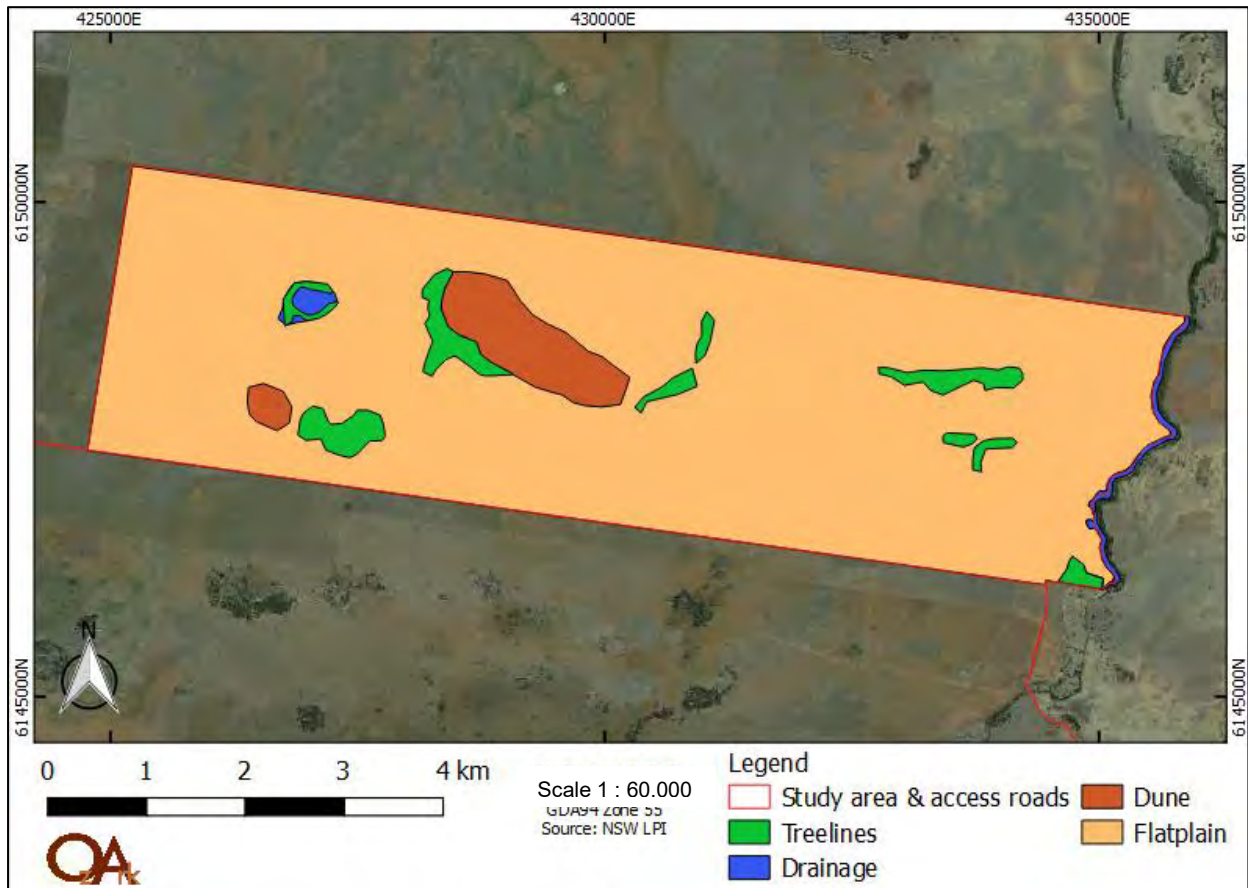 425000E 430000E 435000E
6150000N 6150000N
6145000N 6145000N
N
0 1 2 3 4 km
Scale 1 : 60.000
GDA94 Zone 55
Source: NSW LPI
OzArk
Legend
Study area & access roads
Treelines
Drainage
Dune
Flatplain